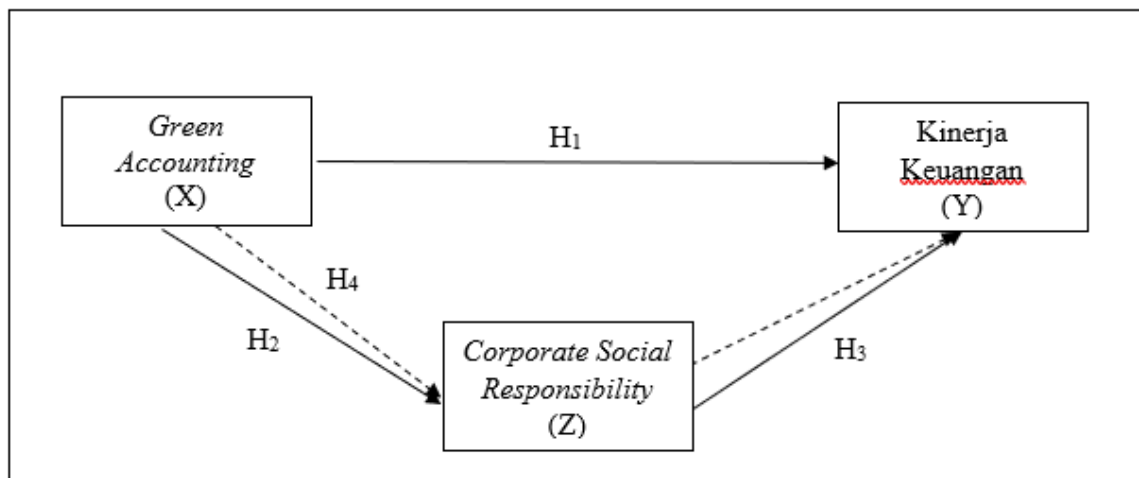 Green
Accounting
(X)
H₁
Kinerja
Keuangan
(Y)
H₄
H₂
Corporate Social
Responsibility
(Z)
H₃